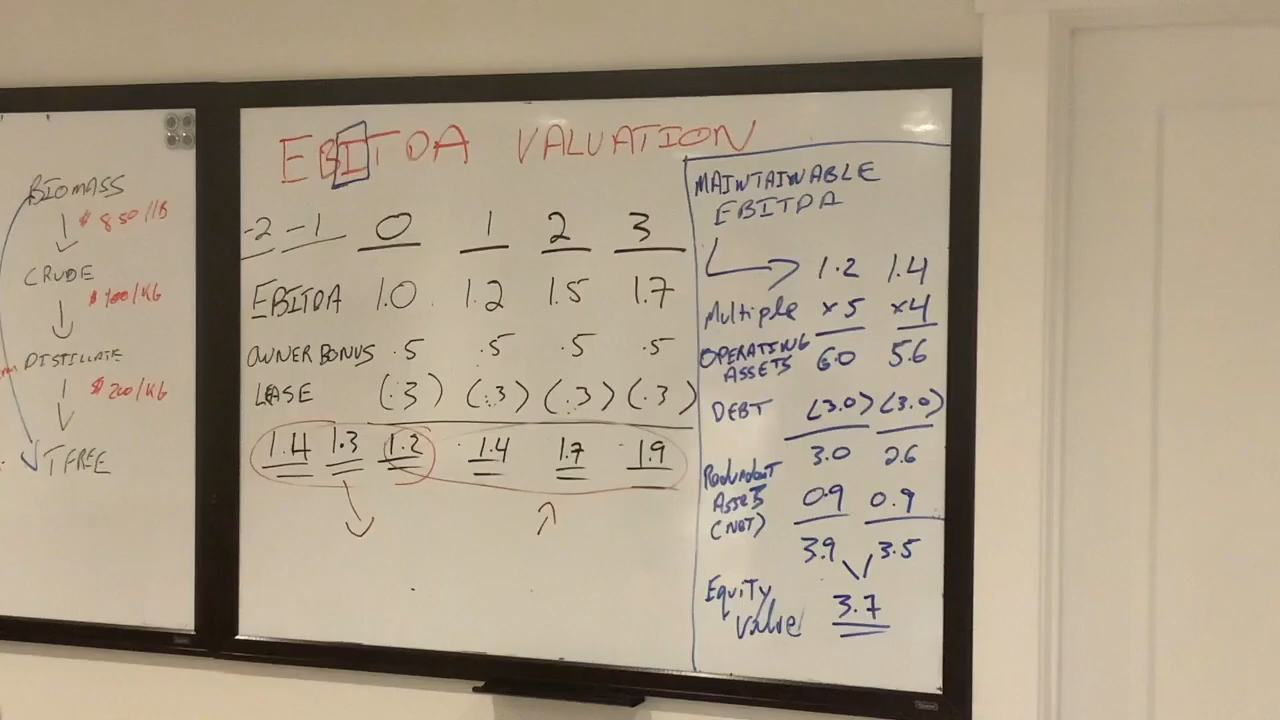 BIOMASS
$ 850/lB
CRUDE
$ 400/KG
DISTILLATE
$ 200/KG
TFREE
EBITDA VALUATION
-2 -1 0 1 2 3
EBITDA 1.0 1.2 1.5 1.7
OWNER BONUS .5 .5 .5 .5
LEASE (.3) (.3) (.3) (.3)
1.4 1.3 1.2 1.4 1.7 1.9
MAINTAINABLE
EBITDA
1.2 1.4
Multiple x5 x4
OPERATING
ASSETS 6.0 5.6
DEBT (3.0) (3.0)
3.0 2.6
Redundant
Assets 0.9 0.9
(NET)
3.9 3.5
Equity
Value 3.7